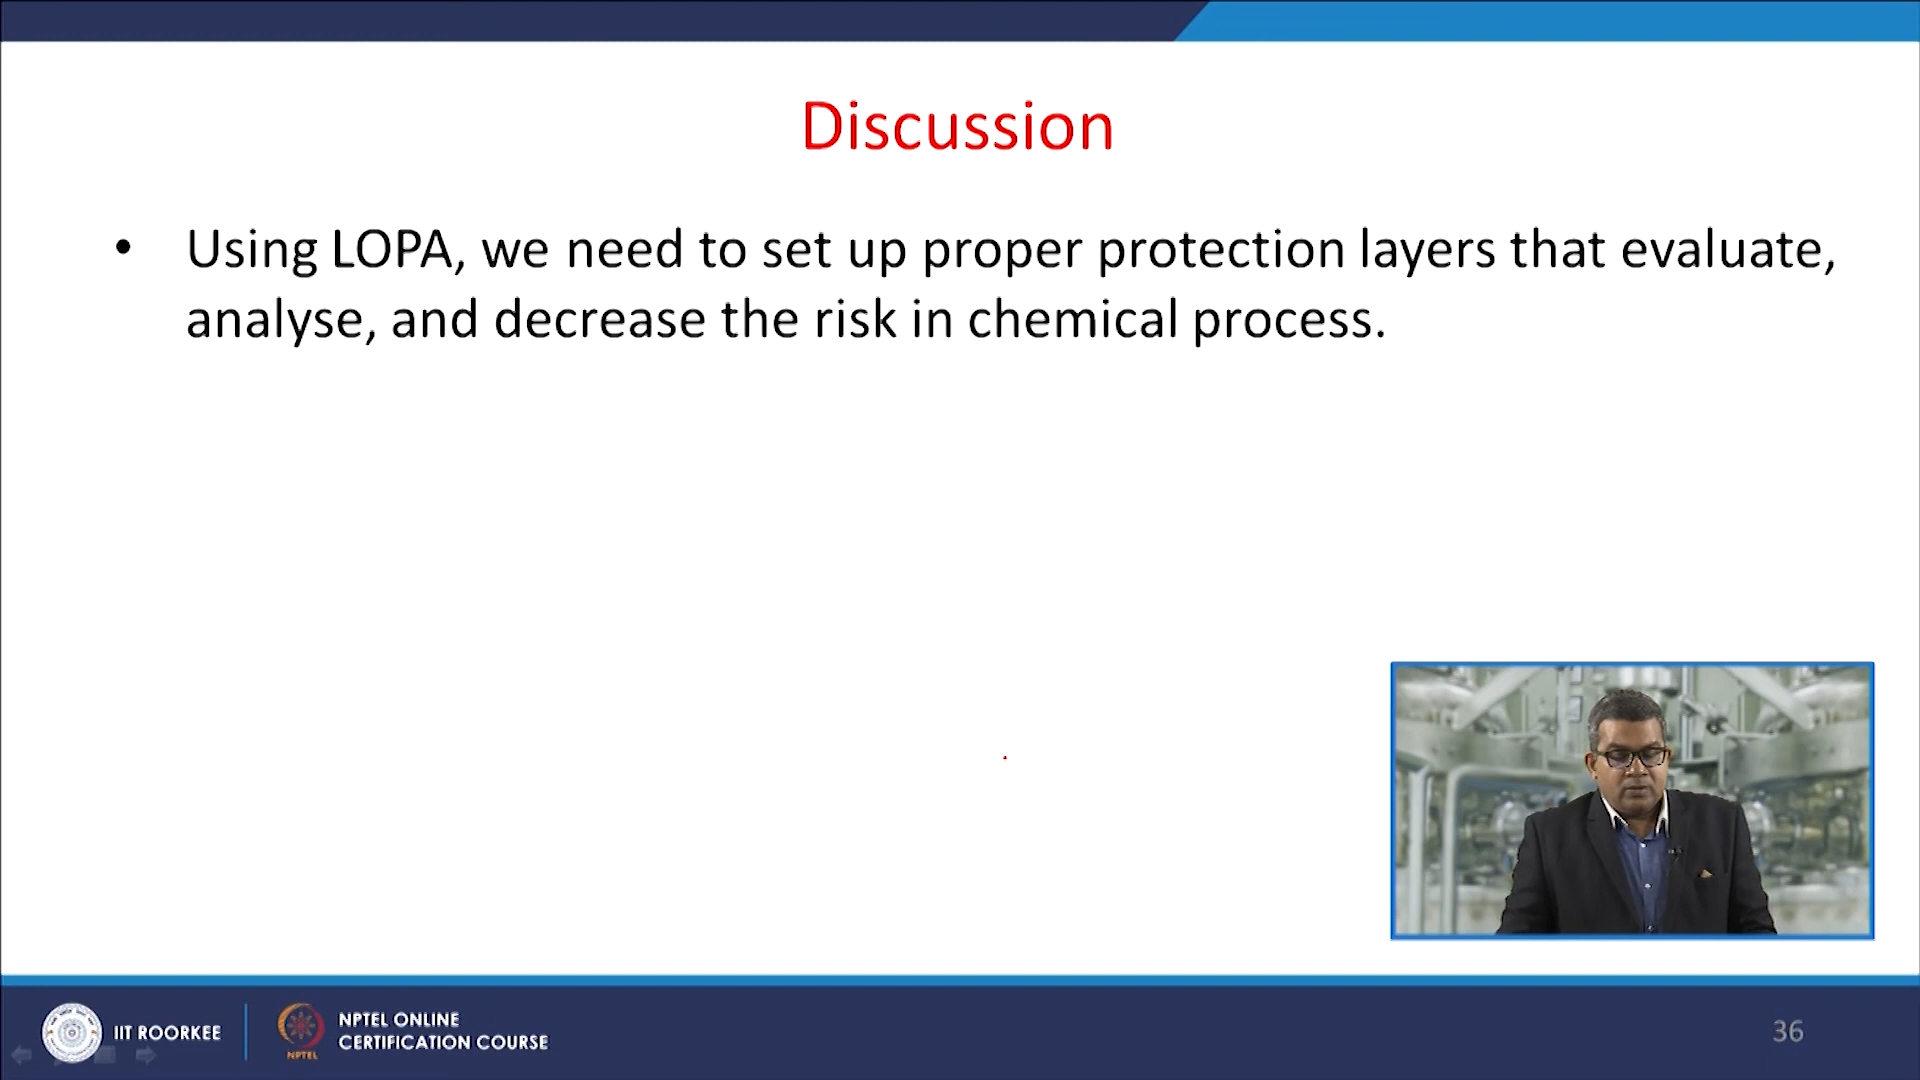 Discussion
• Using LOPA, we need to set up proper protection layers that evaluate,
analyse, and decrease the risk in chemical process.
IIT ROORKEE
NPTEL
NPTEL ONLINE
CERTIFICATION COURSE
36